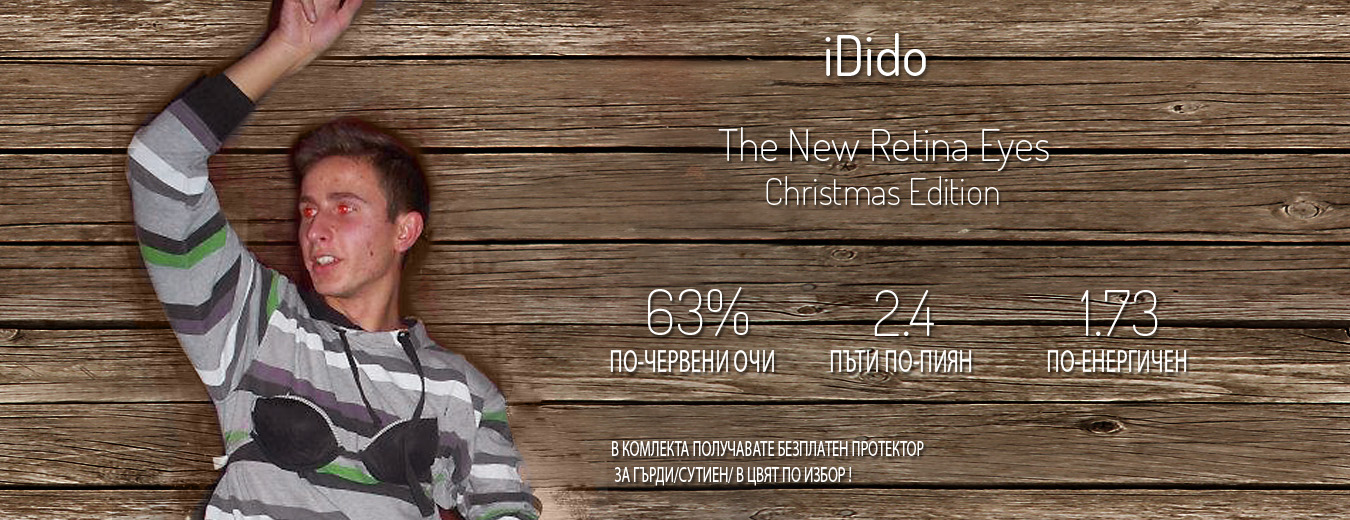 iDido
The New Retina Eyes
Christmas Edition
63% 2.4 1.73
ПО-ЧЕРВЕНИ ОЧИ ПЪТИ ПО-ПИЯН ПО-ЕНЕРГИЧЕН
В КОМЛЕКТА ПОЛУЧАВАТЕ БЕЗПЛАТЕН ПРОТЕКТОР
ЗА ГЪРДИ/СУТИЕН/ В ЦВЯТ ПО ИЗБОР !